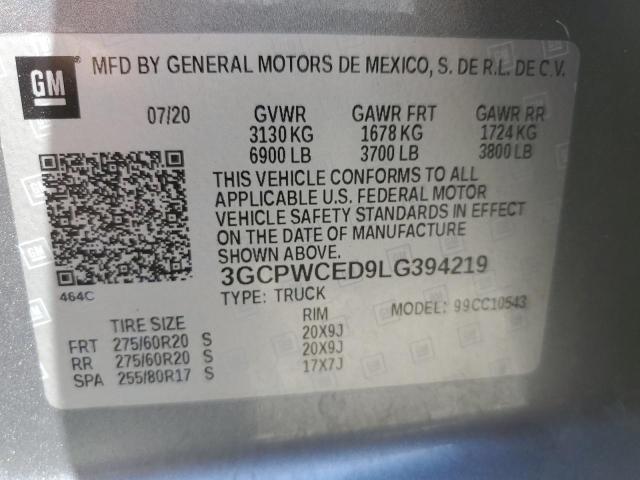 GM
MFD BY GENERAL MOTORS DE MEXICO, S. DE R.L. DE C.V.
07/20 GVWR GAWR FRT GAWR RR
3130 KG 1678 KG 1724 KG
6900 LB 3700 LB 3800 LB
THIS VEHICLE CONFORMS TO ALL
APPLICABLE U.S. FEDERAL MOTOR
VEHICLE SAFETY STANDARDS IN EFFECT
ON THE DATE OF MANUFACTURE
SHOWN ABOVE.
3GCPWCED9LG394219
464C
TYPE: TRUCK MODEL: 99CC10543
TIRE SIZE RIM
FRT 275/60R20 S 20X9J
RR 275/60R20 S 20X9J
SPA 255/80R17 S 17X7J